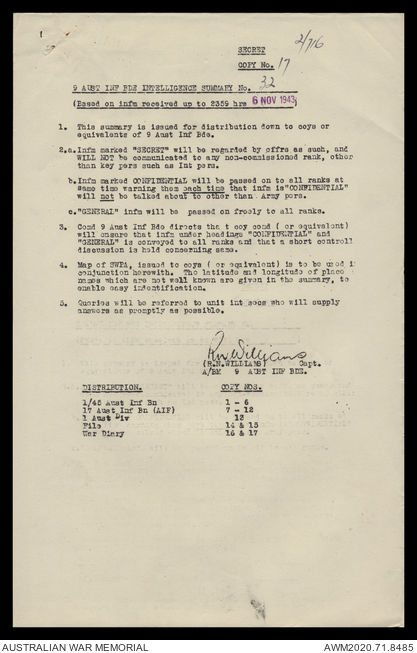 1
2/716
SECRET
COPY No. 17
9 AUST INF BDE INTELLIGENCE SUMMARY No. 32
(Based on infm received up to 2359 hrs 6 NOV 1943)
1. This summary is issued for distribution down to coys or
equivalents of 9 Aust Inf Bde.
2.a. Infm marked "SECRET" will be regarded by offrs as such, and
WILL NOT be communicated to any non-commissioned rank, other
than key pers such as Int pers.
b. Infm marked CONFIDENTIAL will be passed on to all ranks at
same time warning them each time that infm is "CONFIDENTIAL"
will not be talked about to other than Army pers.
c. "GENERAL" infm will be passed on freely to all ranks.
3. Comd 9 Aust Inf Bde directs that coy comd ( or equivalent)
will ensure that infm under headings "CONFIDENTIAL" and
"GENERAL" is conveyed to all ranks and that a short controll
discussion is held concerning same.
4. Map of SWPA, issued to coys ( or equivalent) is to be used i
conjunction herewith. The latitude and longitude of place
names which are not well known are given in the summary, to
enable easy indentification.
5. Queries will be referred to unit int secs who will supply
answers as promptly as possible.
RNWilliams
(R.N.WILLIAMS) Capt.
A/BM 9 AUST INF BDE.
DISTRIBUTION. COPY NOS.
1/45 Aust Inf Bn 1 - 6
17 Aust Inf Bn (AIF) 7 - 12
1 Aust Div 13
File 14 & 15
War Diary 16 & 17
AUSTRALIAN WAR MEMORIAL AWM2020.71.8485